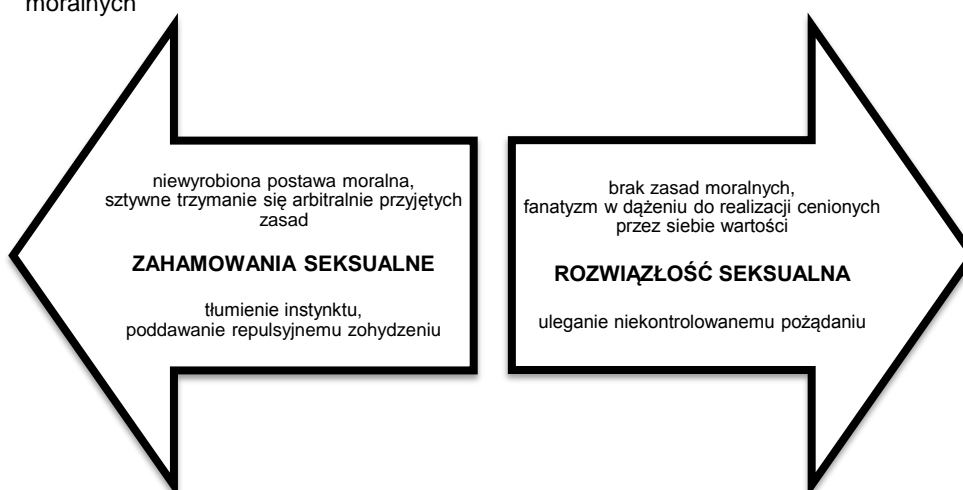 moralnych
niewyrobiona postawa moralna,
sztywne trzymanie się arbitralnie przyjętych
zasad
ZAHAMOWANIA SEKSUALNE
tłumienie instynktu,
poddawanie repulsyjnemu zohydzeniu
brak zasad moralnych,
fanatyzm w dążeniu do realizacji cenionych
przez siebie wartości
ROZWIĄZŁOŚĆ SEKSUALNA
uleganie niekontrolowanemu pożądaniu